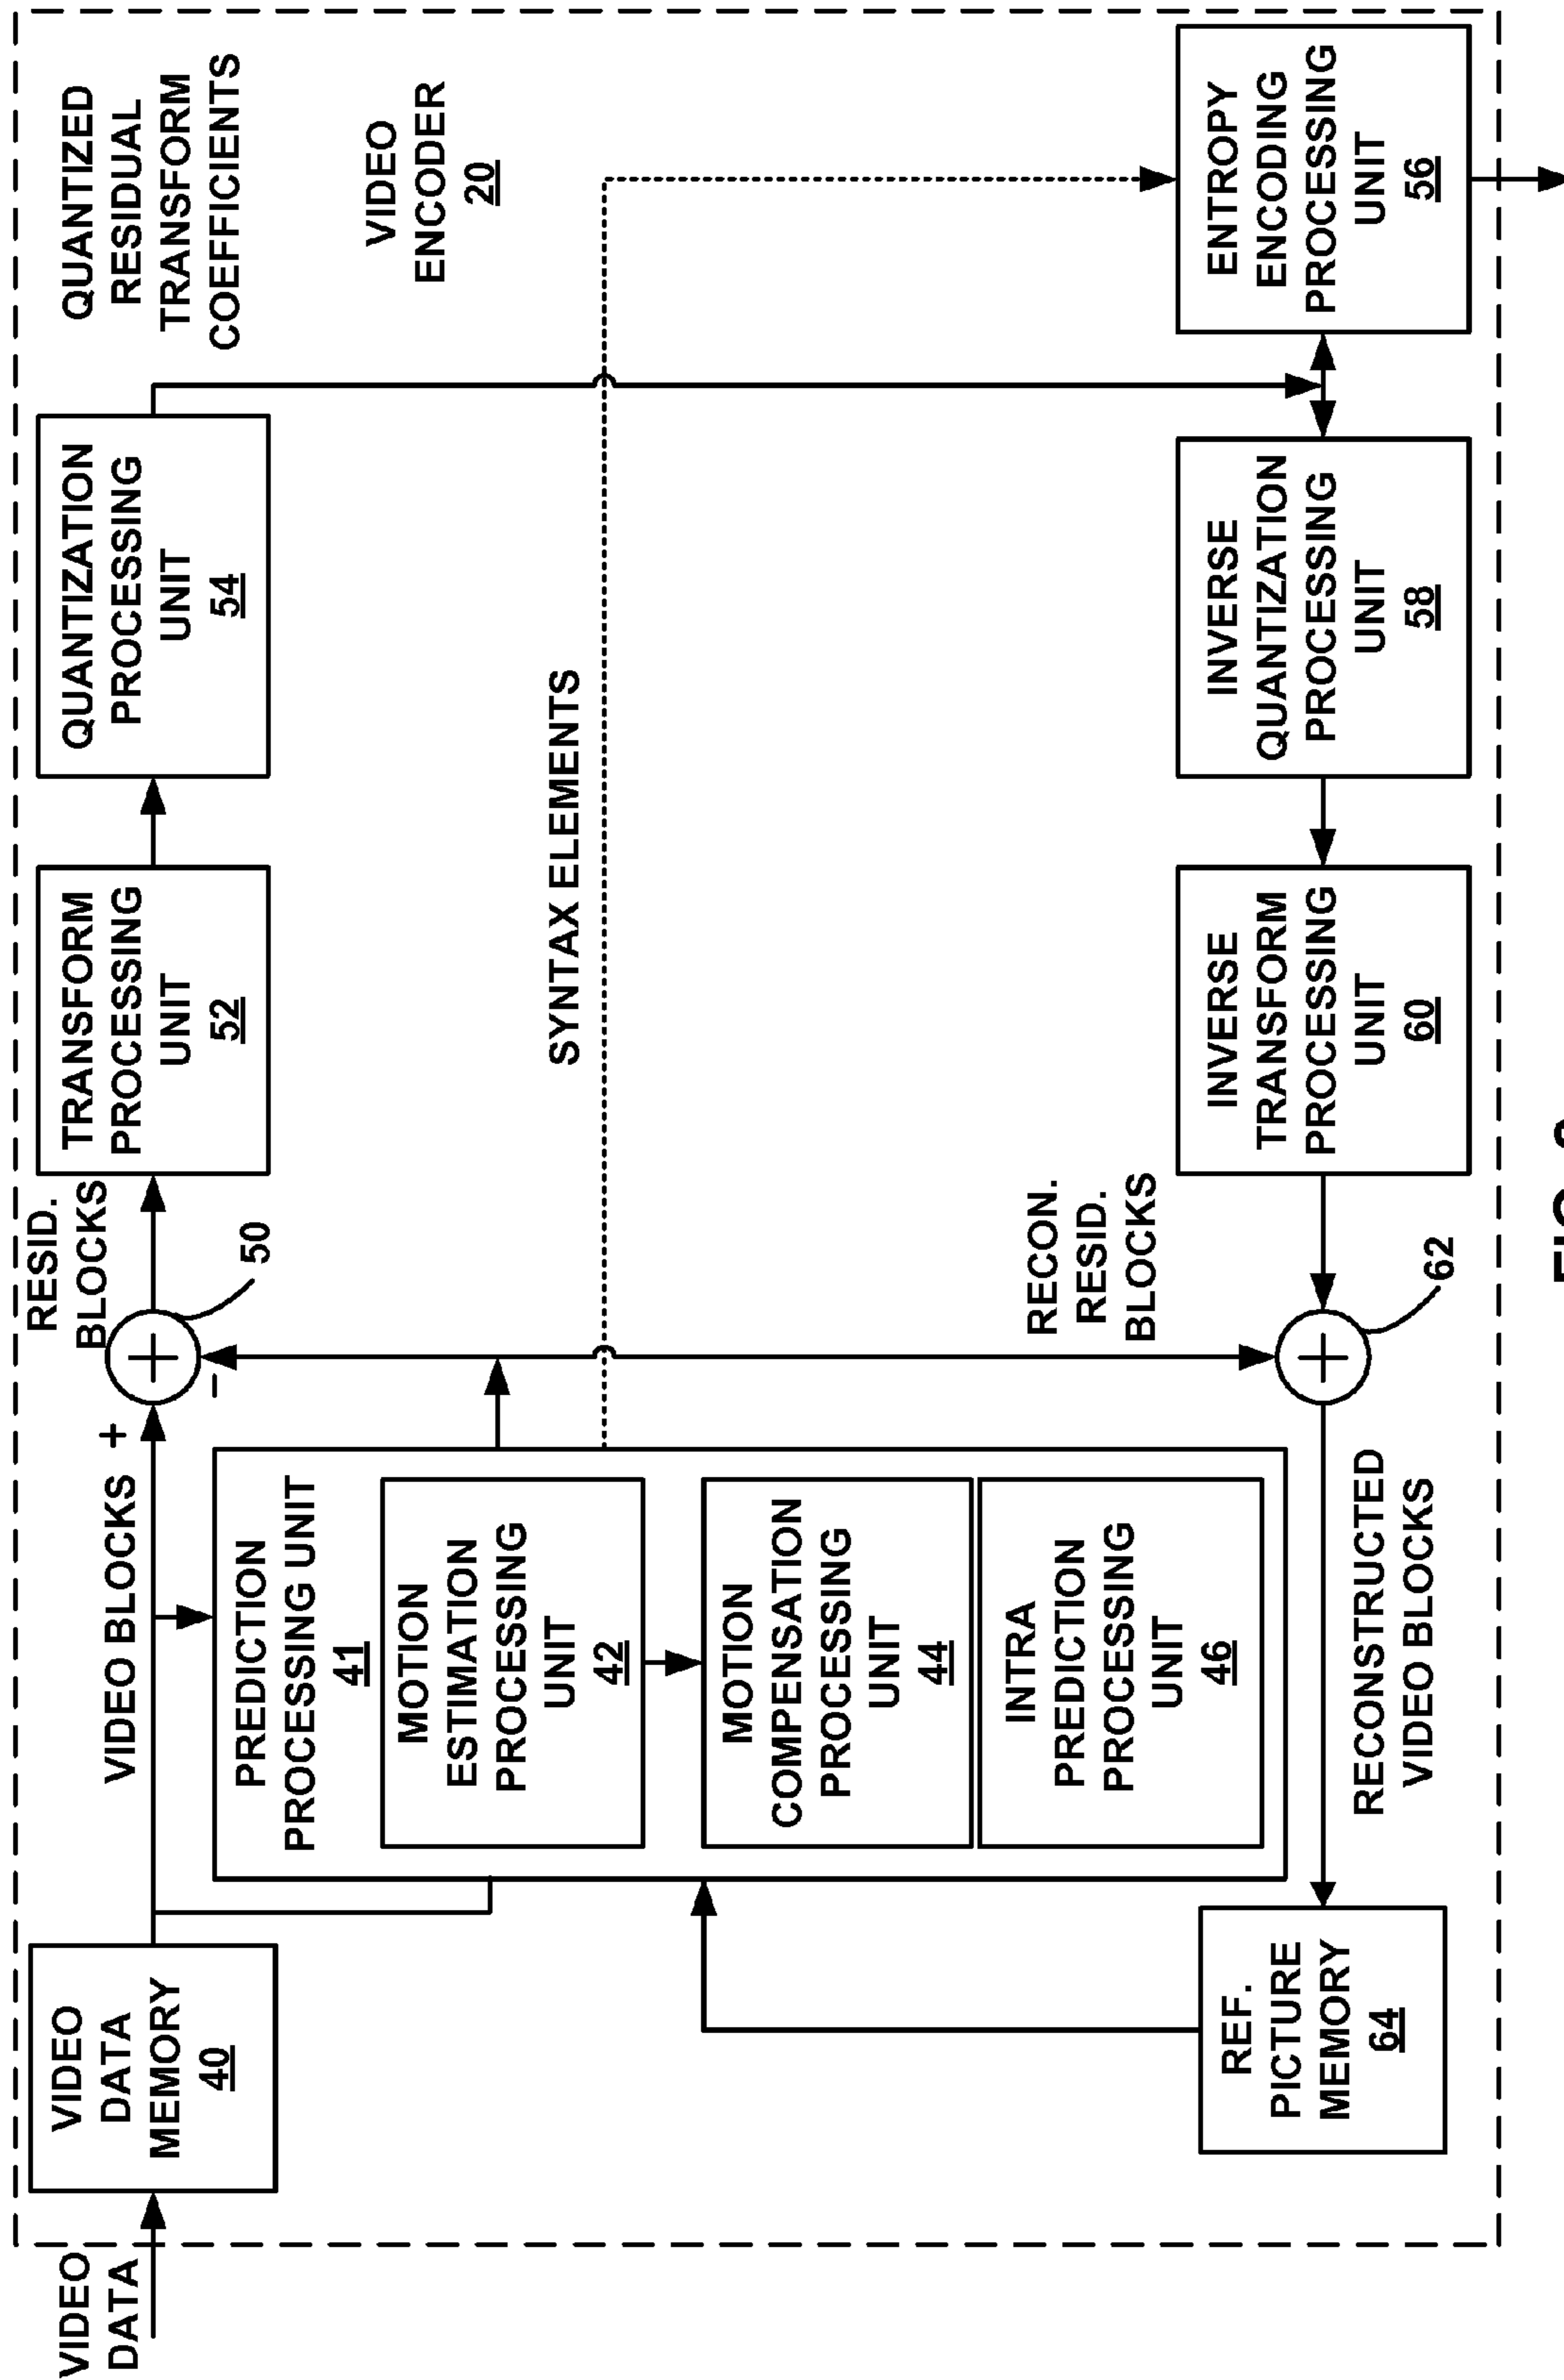 VIDEO
DATA
VIDEO
DATA
MEMORY
40
VIDEO BLOCKS
+
-
RESID.
BLOCKS
50
TRANSFORM
PROCESSING
UNIT
52
QUANTIZATION
PROCESSING
UNIT
54
QUANTIZED
RESIDUAL
TRANSFORM
COEFFICIENTS
VIDEO
ENCODER
20
PREDICTION
PROCESSING UNIT
41
MOTION
ESTIMATION
PROCESSING
UNIT
42
MOTION
COMPENSATION
PROCESSING
UNIT
44
INTRA
PREDICTION
PROCESSING
UNIT
46
SYNTAX ELEMENTS
REF.
PICTURE
MEMORY
64
RECONSTRUCTED
VIDEO BLOCKS
RECON.
RESID.
BLOCKS
62
INVERSE
TRANSFORM
PROCESSING
UNIT
60
INVERSE
QUANTIZATION
PROCESSING
UNIT
58
ENTROPY
ENCODING
PROCESSING
UNIT
56
FIG.